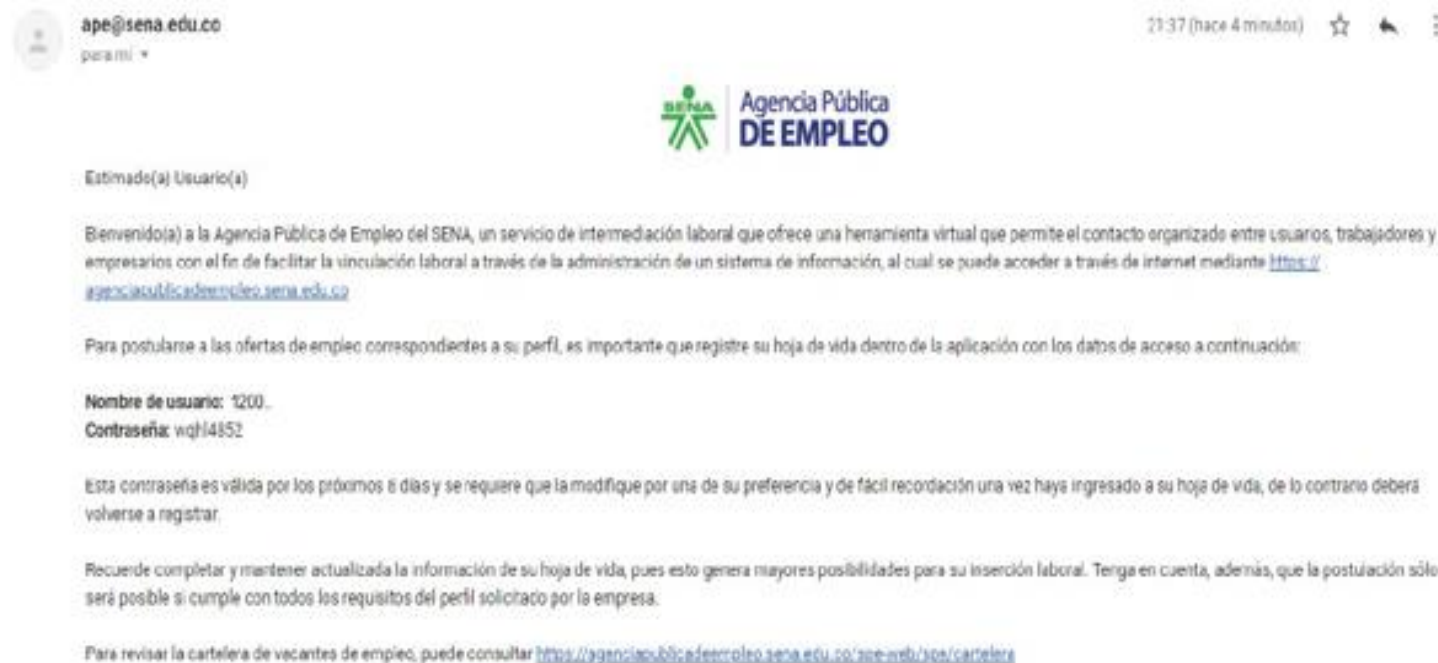 ape@sena.edu.co
21:37 (hace 4 minutos)
para mí
SENA
Agencia Pública
DE EMPLEO
Estimado(a) Usuario(a)
Bienvenido(a) a la Agencia Pública de Empleo del SENA, un servicio de intermediación laboral que ofrece una herramienta virtual que permite el contacto organizado entre usuarios, trabajadores y
empresarios con el fin de facilitar la vinculación laboral a través de la administración de un sistema de información, al cual se puede acceder a través de internet mediante https://
agenciapublicadeempleo.sena.edu.co
Para postularse a las ofertas de empleo correspondientes a su perfil, es importante que registre su hoja de vida dentro de la aplicación con los datos de acceso a continuación:
Nombre de usuario: 1200..
Contraseña: wqhl4852
Esta contraseña es válida por los próximos 8 días y se requiere que la modifique por una de su preferencia y de fácil recordación una vez haya ingresado a su hoja de vida, de lo contrario deberá
volverse a registrar.
Recuerde completar y mantener actualizada la información de su hoja de vida, pues esto genera mayores posibilidades para su inserción laboral. Tenga en cuenta, además, que la postulación sólo
será posible si cumple con todos los requisitos del perfil solicitado por la empresa.
Para revisar la cartelera de vacantes de empleo, puede consultar https://agenciapublicadeempleo.sena.edu.co/spe-web/spe/cartelera